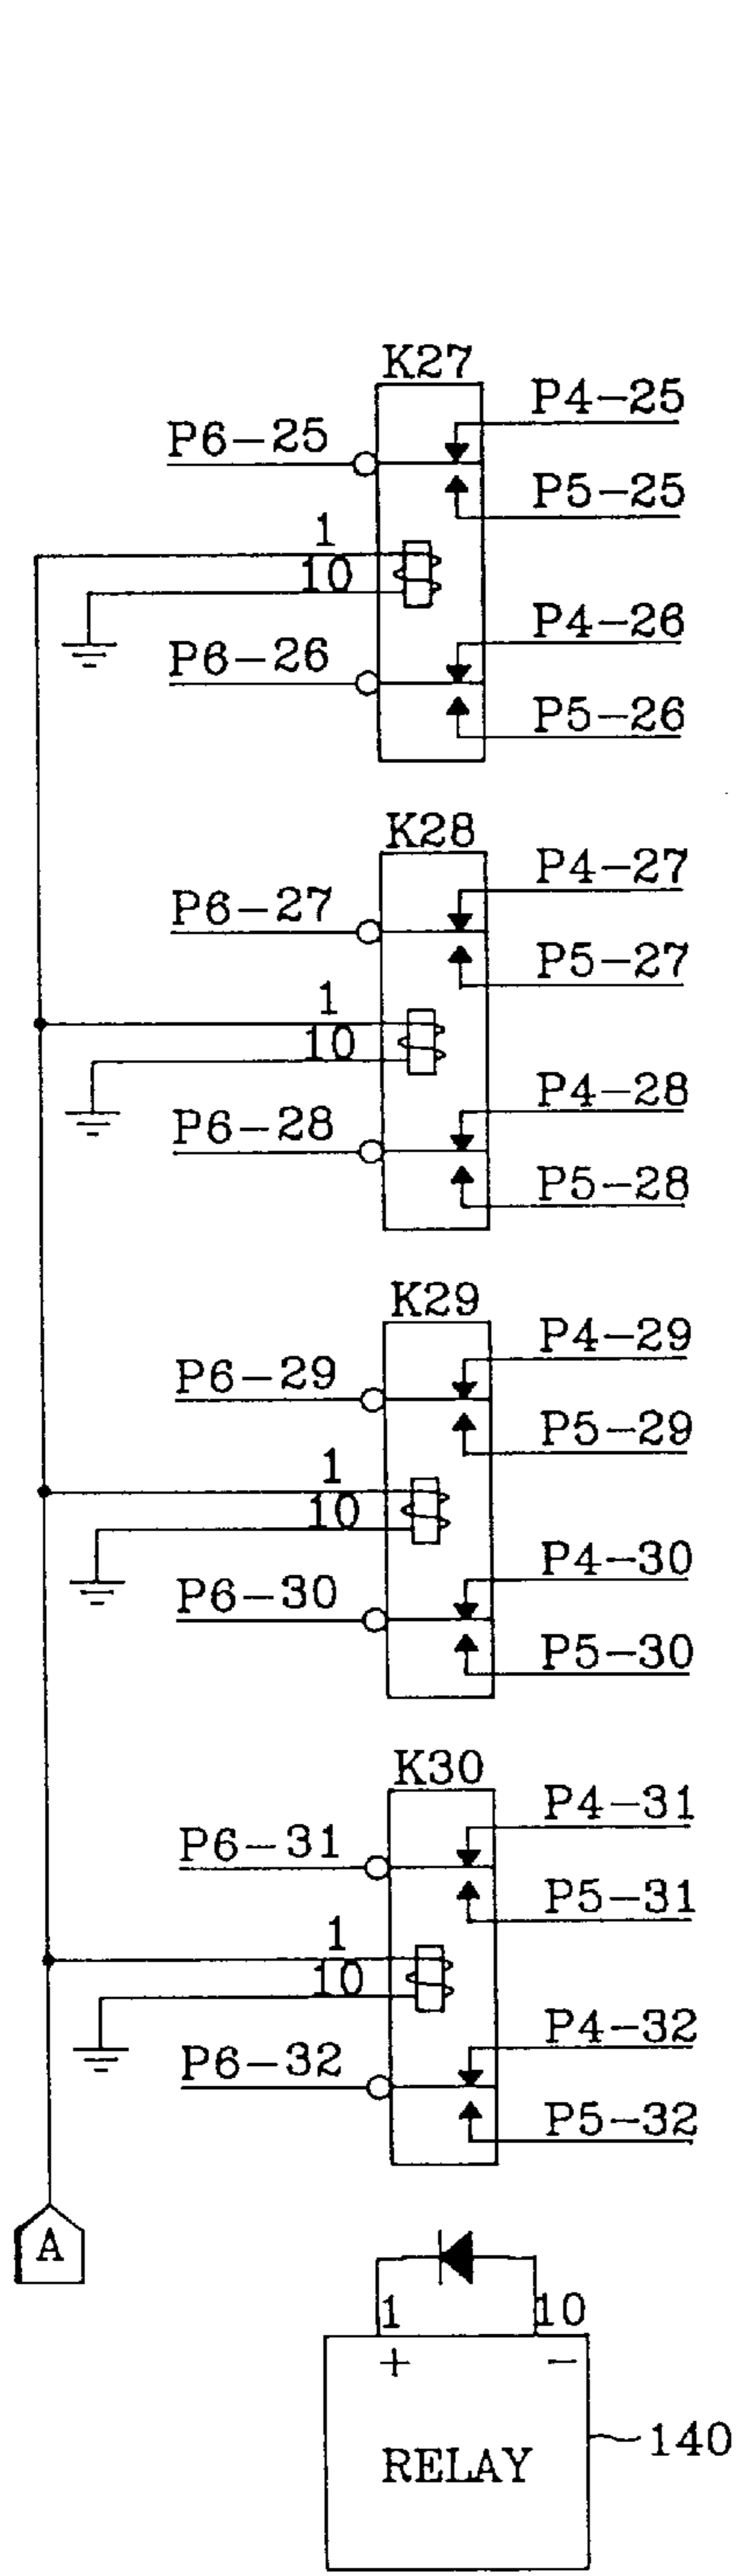 K27
P4-25
P6-25
P5-25
1
10
P4-26
P6-26
P5-26
K28
P4-27
P6-27
P5-27
1
10
P4-28
P6-28
P5-28
K29
P4-29
P6-29
P5-29
1
10
P4-30
P6-30
P5-30
K30
P4-31
P6-31
P5-31
1
10
P4-32
P6-32
P5-32
A
1 10
+ −
RELAY 140